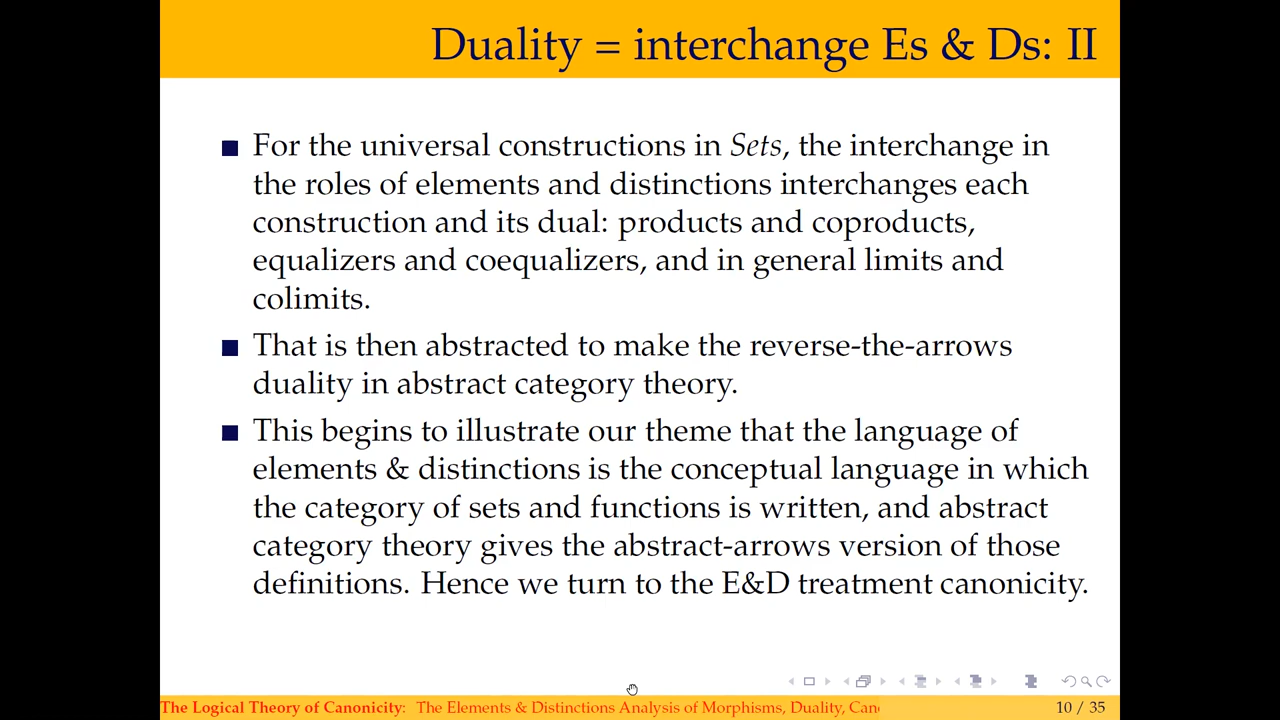 Duality = interchange Es & Ds: II
For the universal constructions in Sets, the interchange in
the roles of elements and distinctions interchanges each
construction and its dual: products and coproducts,
equalizers and coequalizers, and in general limits and
colimits.
That is then abstracted to make the reverse-the-arrows
duality in abstract category theory.
This begins to illustrate our theme that the language of
elements & distinctions is the conceptual language in which
the category of sets and functions is written, and abstract
category theory gives the abstract-arrows version of those
definitions. Hence we turn to the E&D treatment canonicity.
The Logical Theory of Canonicity: The Elements & Distinctions Analysis of Morphisms, Duality, Cano
10 / 35